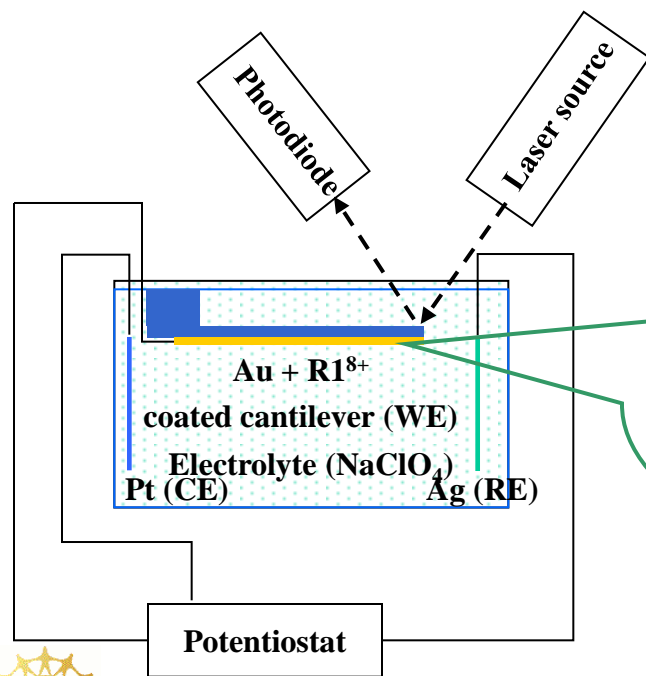 Photodiode
Laser source
Au + R1⁸⁺
coated cantilever (WE)
Electrolyte (NaClO₄)
Pt (CE)
Ag (RE)
Potentiostat